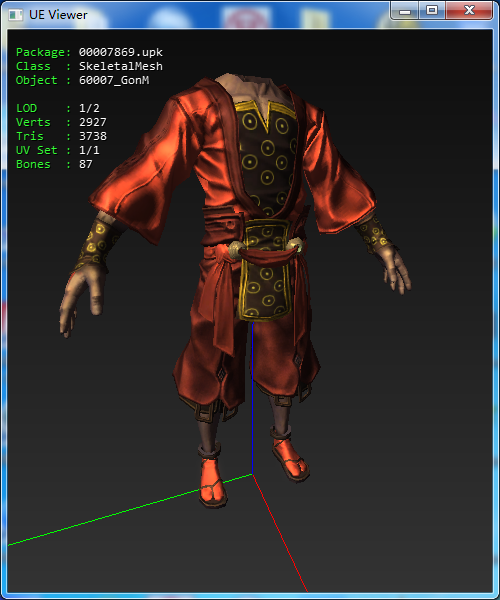 UE Viewer
Package: 00007869.upk
Class : SkeletalMesh
Object : 60007_GonM
LOD : 1/2
Verts : 2927
Tris : 3738
UV Set : 1/1
Bones : 87